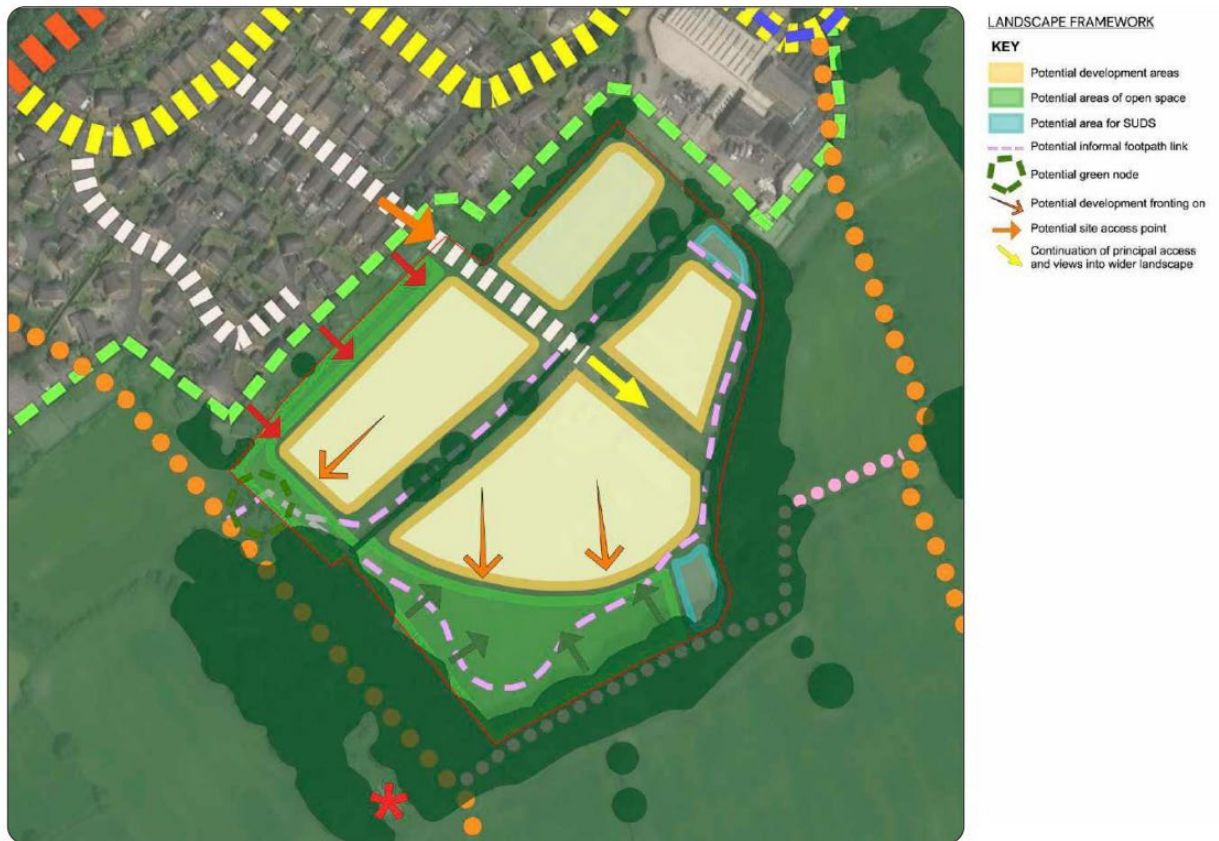 LANDSCAPE FRAMEWORK
KEY
Potential development areas
Potential areas of open space
Potential area for SUDS
Potential informal footpath link
Potential green node
Potential development fronting on
Potential site access point
Continuation of principal access
and views into wider landscape